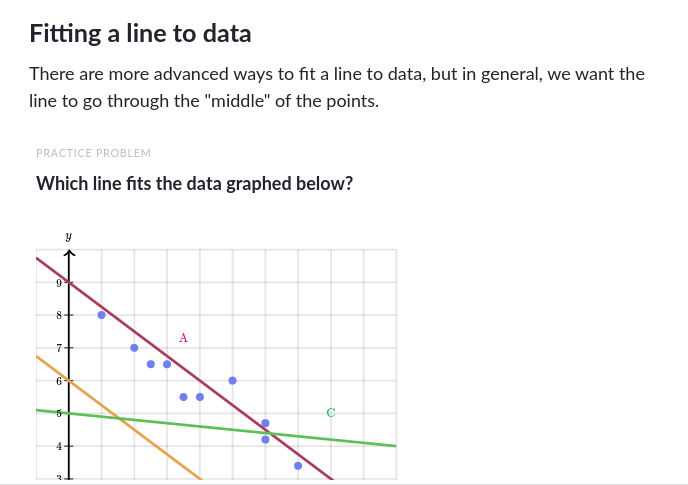 Fitting a line to data
There are more advanced ways to fit a line to data, but in general, we want the
line to go through the "middle" of the points.
PRACTICE PROBLEM
Which line fits the data graphed below?
y
9
8
A
7
6
5
C
4
3